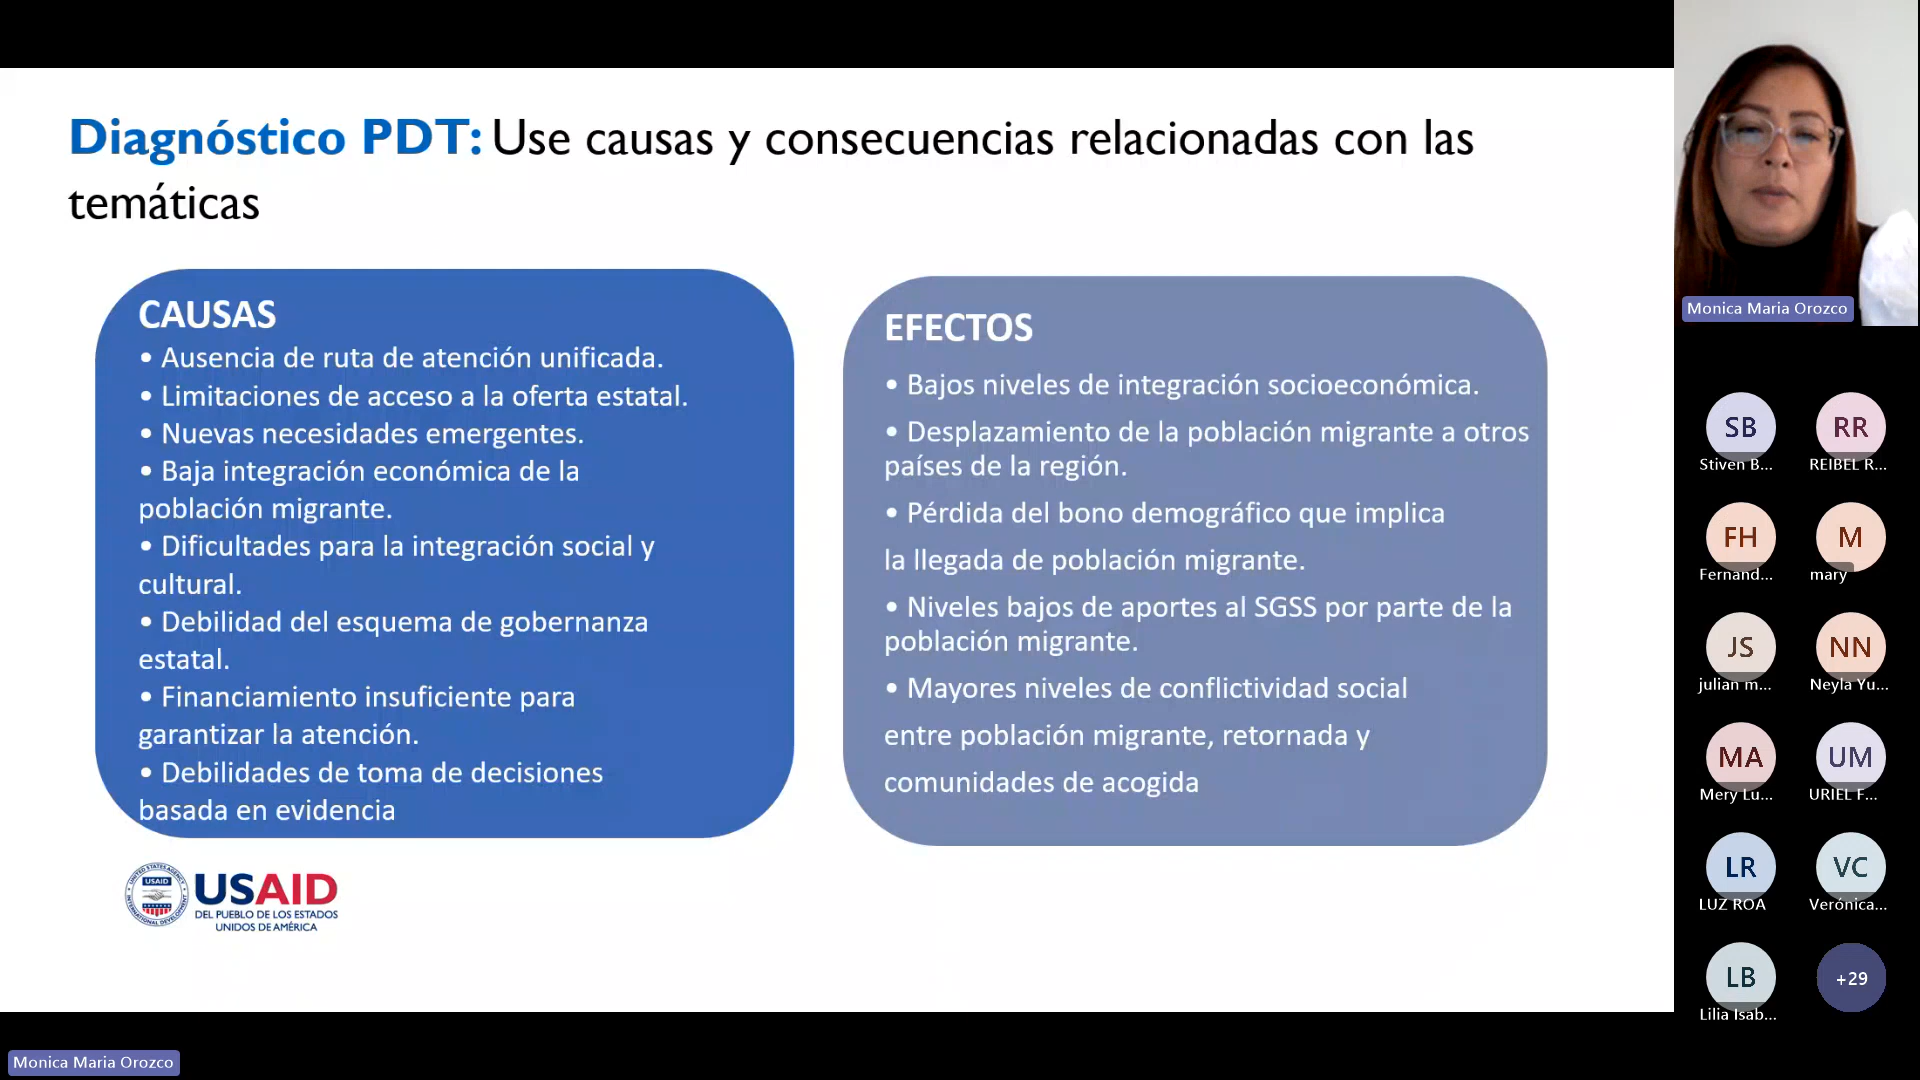 Diagnóstico PDT: Use causas y consecuencias relacionadas con las
temáticas
CAUSAS
• Ausencia de ruta de atención unificada.
• Limitaciones de acceso a la oferta estatal.
• Nuevas necesidades emergentes.
• Baja integración económica de la
población migrante.
• Dificultades para la integración social y
cultural.
• Debilidad del esquema de gobernanza
estatal.
• Financiamiento insuficiente para
garantizar la atención.
• Debilidades de toma de decisiones
basada en evidencia
EFECTOS
• Bajos niveles de integración socioeconómica.
• Desplazamiento de la población migrante a otros
países de la región.
• Pérdida del bono demográfico que implica
la llegada de población migrante.
• Niveles bajos de aportes al SGSS por parte de la
población migrante.
• Mayores niveles de conflictividad social
entre población migrante, retornada y
comunidades de acogida
UNITED STATES AGENCY
USAID
INTERNATIONAL DEVELOPMENT
USAID
DEL PUEBLO DE LOS ESTADOS
UNIDOS DE AMÉRICA
Monica Maria Orozco
SB
Stiven B...
RR
REIBEL R...
FH
Fernand...
M
mary
JS
julian m...
NN
Neyla Yu...
MA
Mery Lu...
UM
URIEL F...
LR
LUZ ROA
VC
Verónica...
LB
Lilia Isab...
+29
Monica Maria Orozco